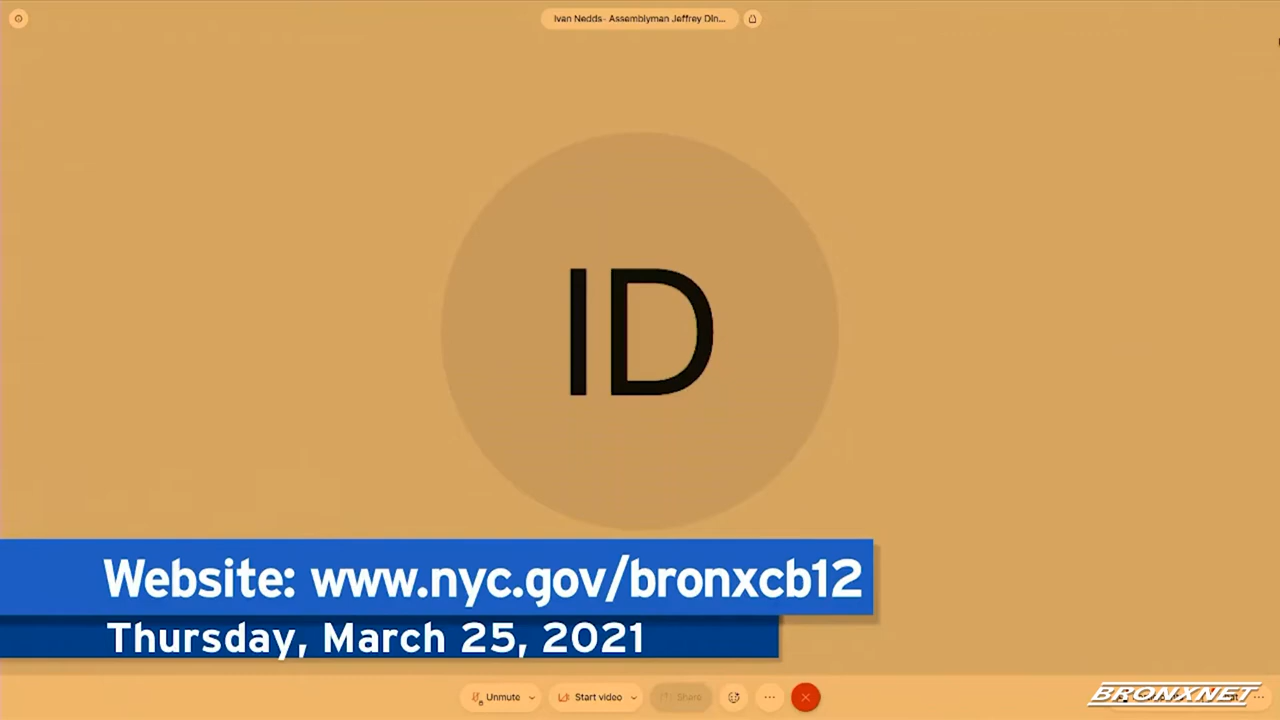 Ivan Nedds- Assemblyman Jeffrey Din...
ID
Website: www.nyc.gov/bronxcb12
Thursday, March 25, 2021
Unmute
Start video
Share
BRONXNET